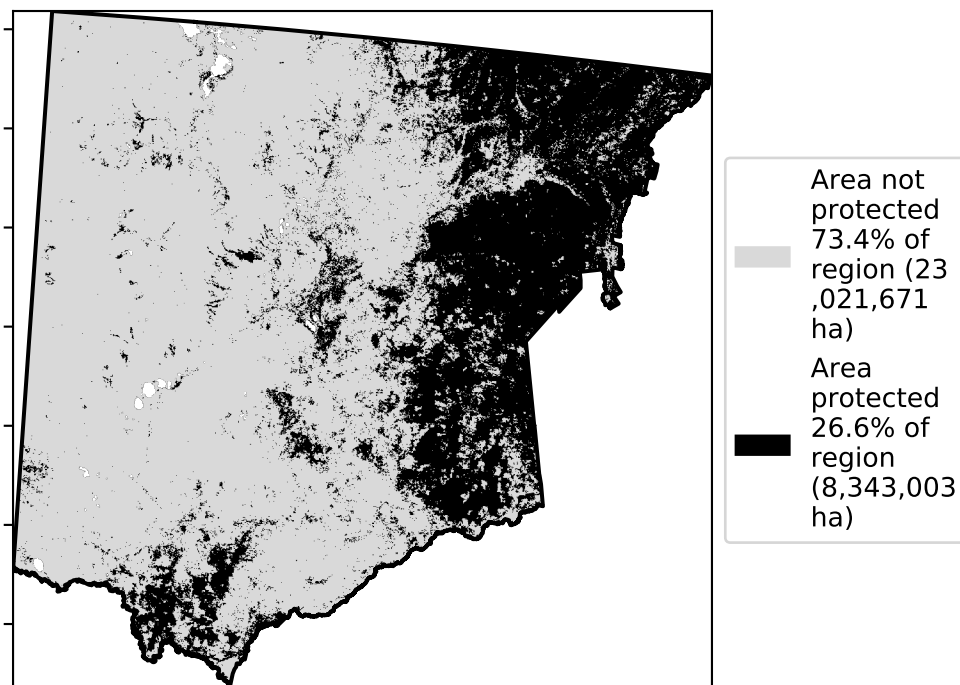 Area not
protected
73.4% of
region (23
,021,671
ha)
Area
protected
26.6% of
region
(8,343,003
ha)